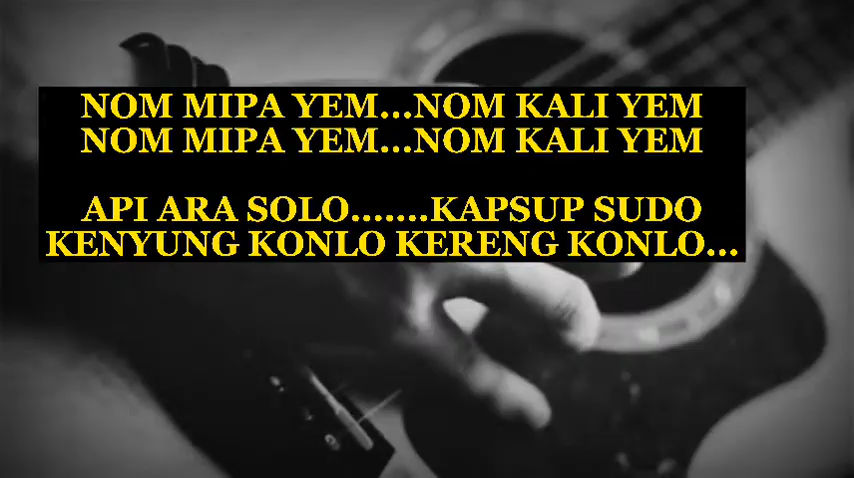 NOM MIPA YEM...NOM KALI YEM
NOM MIPA YEM...NOM KALI YEM
API ARA SOLO.......KAPSUP SUDO
KENYUNG KONLO KERENG KONLO...